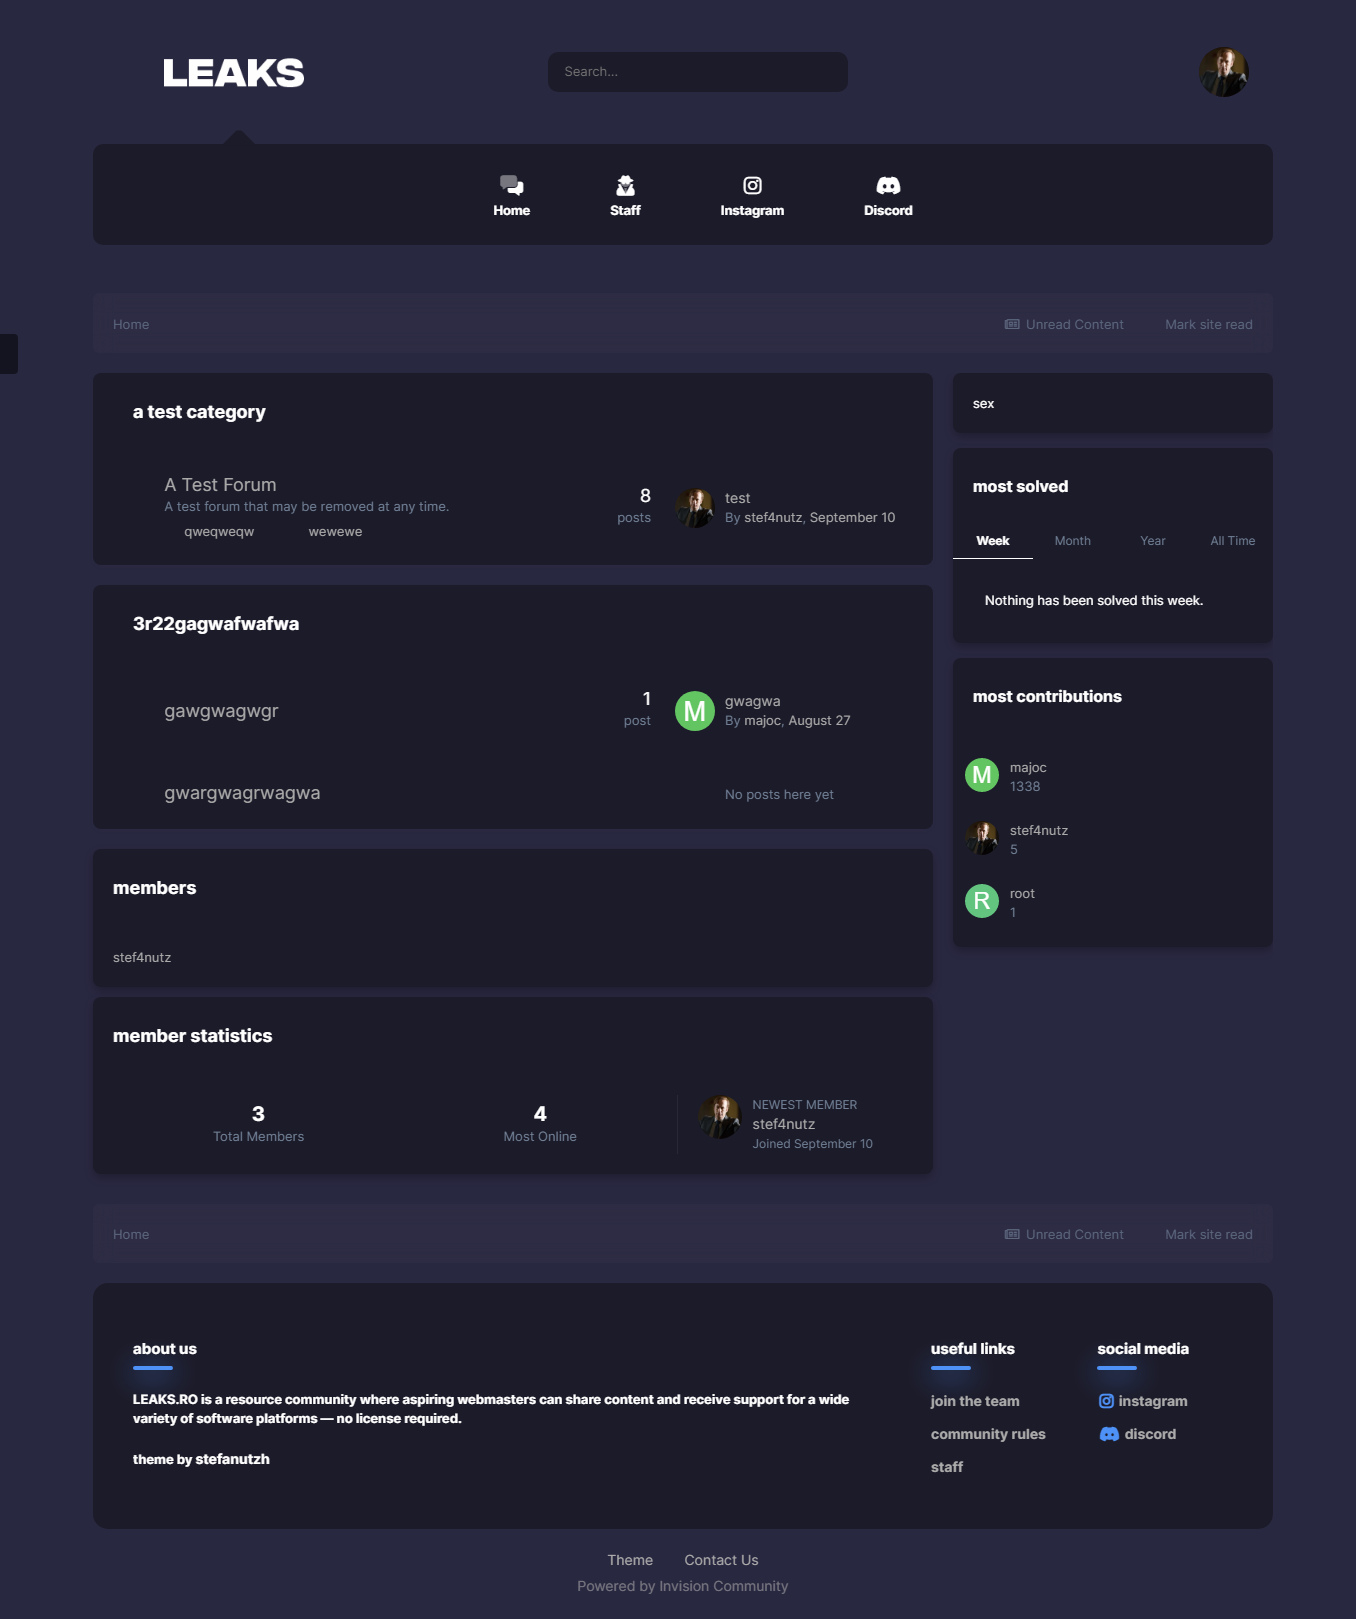 LEAKS
Search...
Home
Staff
Instagram
Discord
Home
Unread Content
Mark site read
a test category
A Test Forum
A test forum that may be removed at any time.
qweqweqw
wewewe
8
posts
test
By stef4nutz, September 10
3r22gagwafwafwa
gawgwagwgr
1
post
M
gwagwa
By majoc, August 27
gwargwagrwagwa
No posts here yet
members
stef4nutz
member statistics
3
Total Members
4
Most Online
NEWEST MEMBER
stef4nutz
Joined September 10
sex
most solved
Week
Month
Year
All Time
Nothing has been solved this week.
most contributions
M
majoc
1338
stef4nutz
5
R
root
1
Home
Unread Content
Mark site read
about us
LEAKS.RO is a resource community where aspiring webmasters can share content and receive support for a wide
variety of software platforms — no license required.
theme by stefanutzh
useful links
join the team
community rules
staff
social media
instagram
discord
Theme
Contact Us
Powered by Invision Community